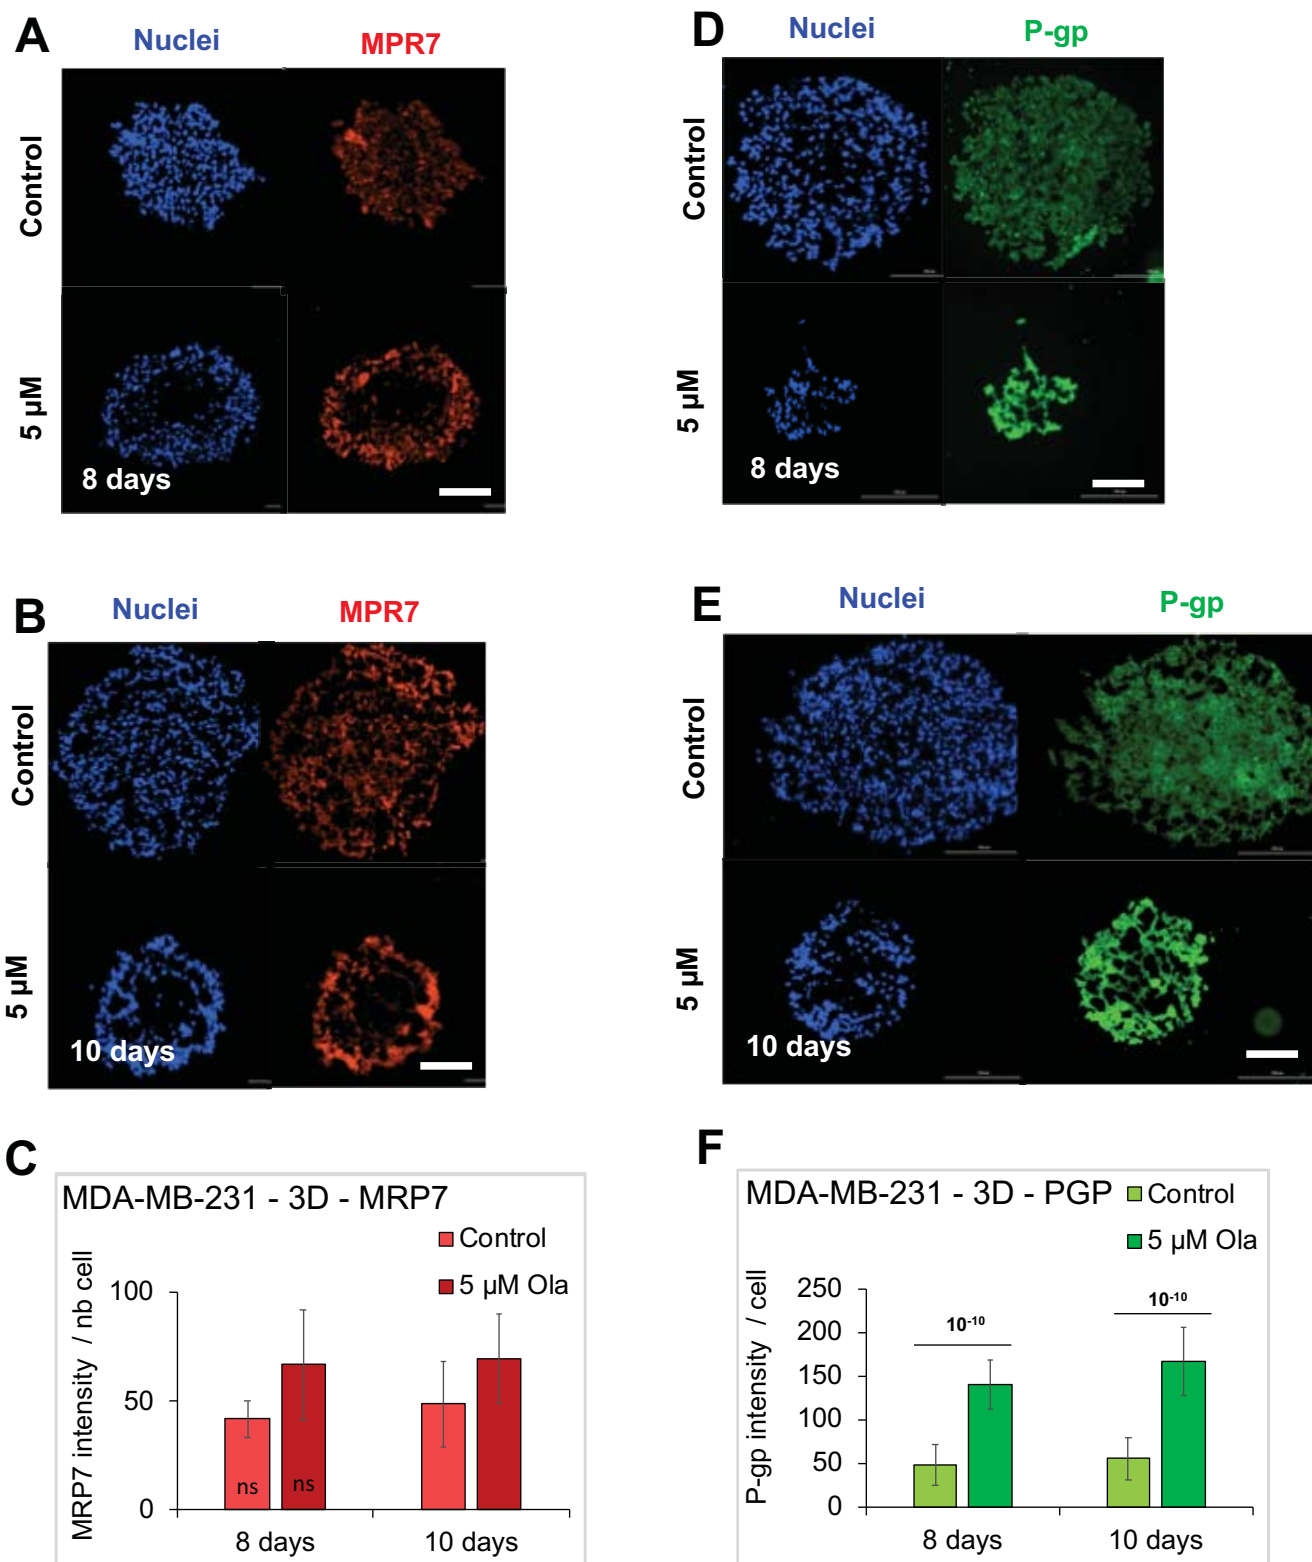 A
Nuclei
MPR7
Control
5 µM
8 days
D
Nuclei
P-gp
Control
5 µM
8 days
B
Nuclei
MPR7
Control
5 µM
10 days
E
Nuclei
P-gp
Control
5 µM
10 days
C
MDA-MB-231 - 3D - MRP7
Control
5 µM Ola
MRP7 intensity / nb cell
100
50
0
ns
ns
8 days
10 days
F
MDA-MB-231 - 3D - PGP
Control
5 µM Ola
P-gp intensity / cell
250
200
150
100
50
0
10⁻¹⁰
10⁻¹⁰
8 days
10 days